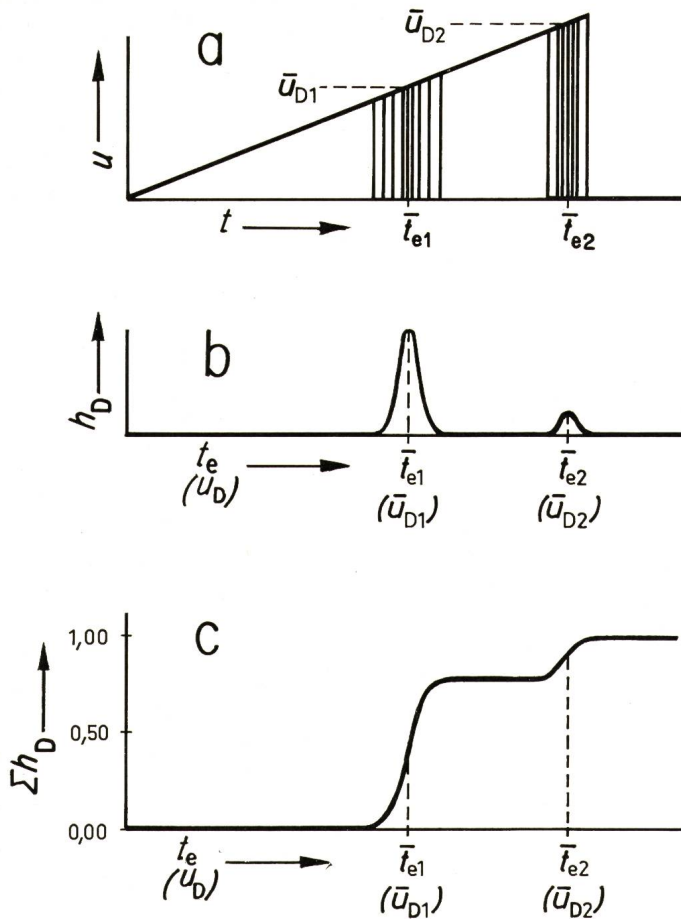 a
ū_D2
ū_D1
u
t
t̄_e1 t̄_e2
b
h_D
t_e t̄_e1 t̄_e2
(u_D) (ū_D1) (ū_D2)
c
1,00
0,50
0,00
Σh_D
t_e t̄_e1 t̄_e2
(u_D) (ū_D1) (ū_D2)